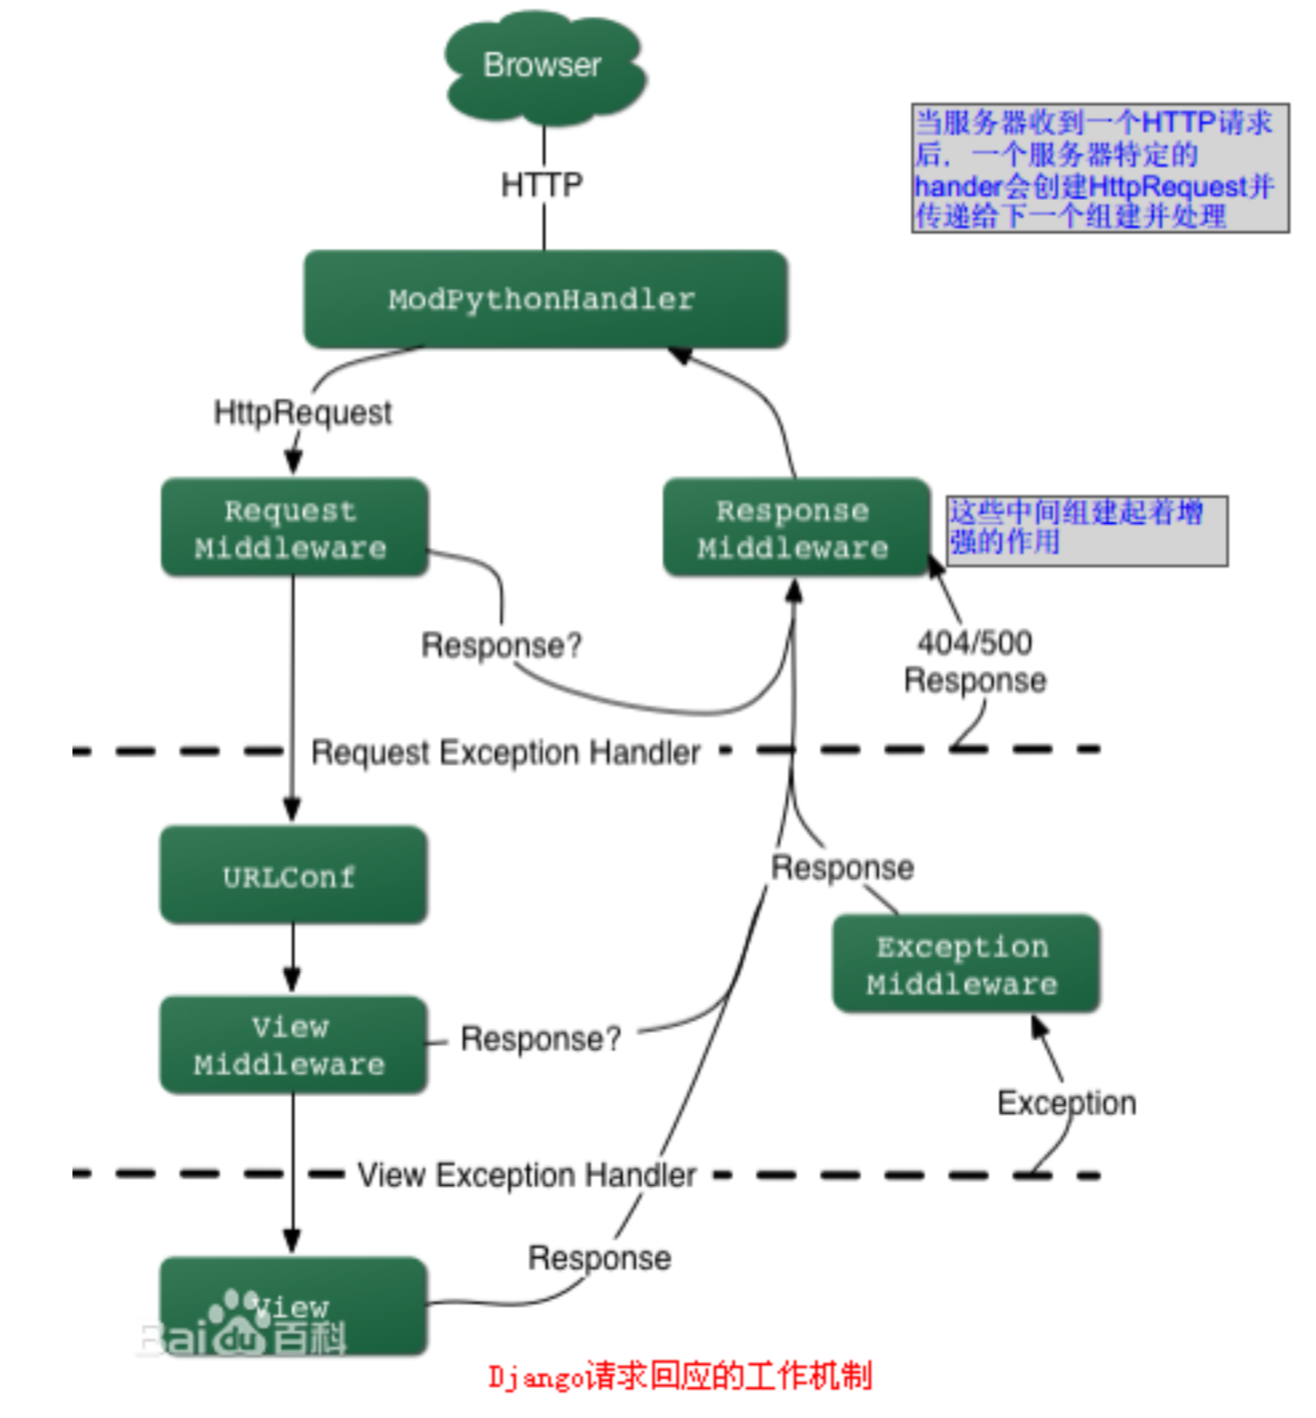 Browser
HTTP
当服务器收到一个HTTP请求
后，一个服务器特定的
hander会创建HttpRequest并
传递给下一个组建并处理
ModPythonHandler
HttpRequest
Request
Middleware
Response
Middleware
这些中间组建起着增
强的作用
Response?
404/500
Response
Request Exception Handler
URLConf
Response
Exception
Middleware
View
Middleware
Response?
Exception
View Exception Handler
Response
View
Baidu百科
Django请求回应的工作机制